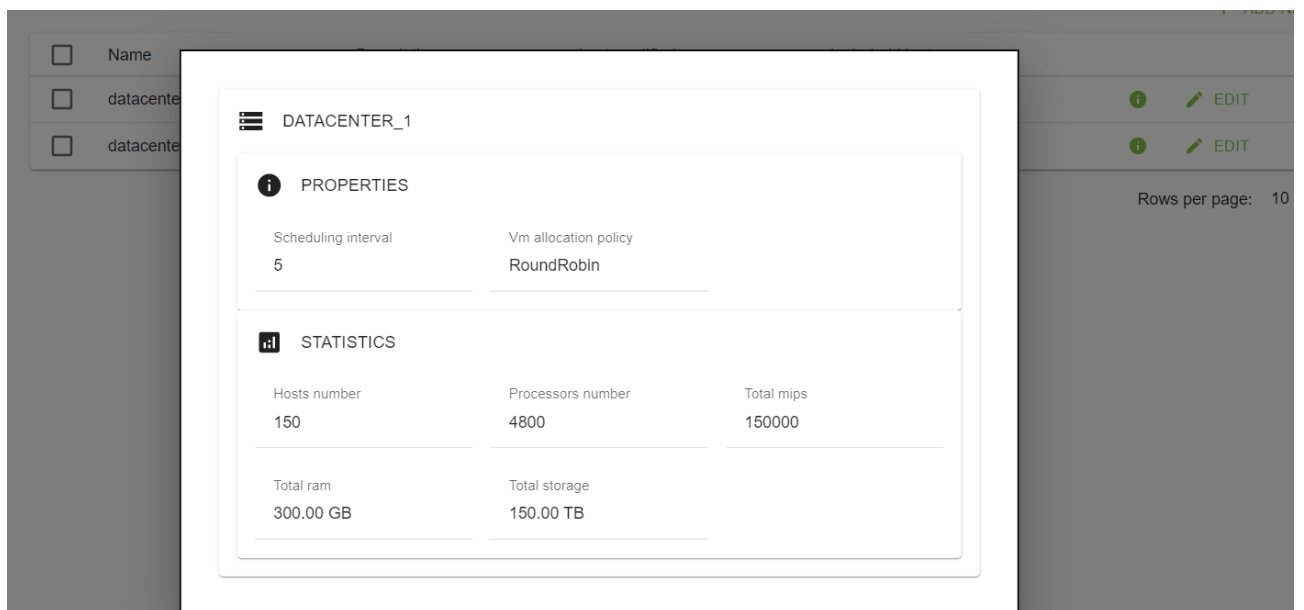 Name
datacente
EDIT
datacente
EDIT
Rows per page: 10
DATACENTER_1
PROPERTIES
Scheduling interval
Vm allocation policy
5
RoundRobin
STATISTICS
Hosts number
Processors number
Total mips
150
4800
150000
Total ram
Total storage
300.00 GB
150.00 TB